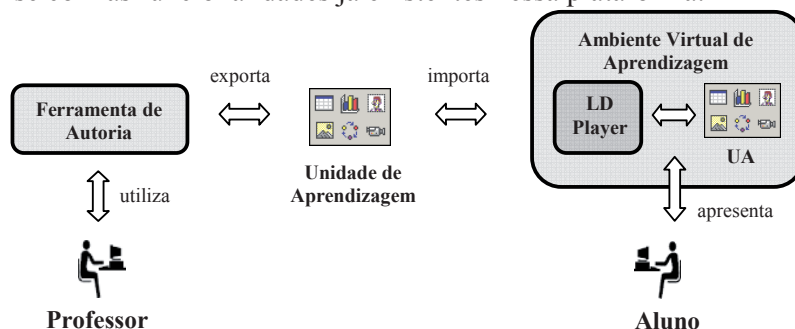 Ambiente Virtual de
Aprendizagem
exporta
importa
Ferramenta de
Autoria
LD
Player
UA
Unidade de
Aprendizagem
utiliza
apresenta
Professor
Aluno